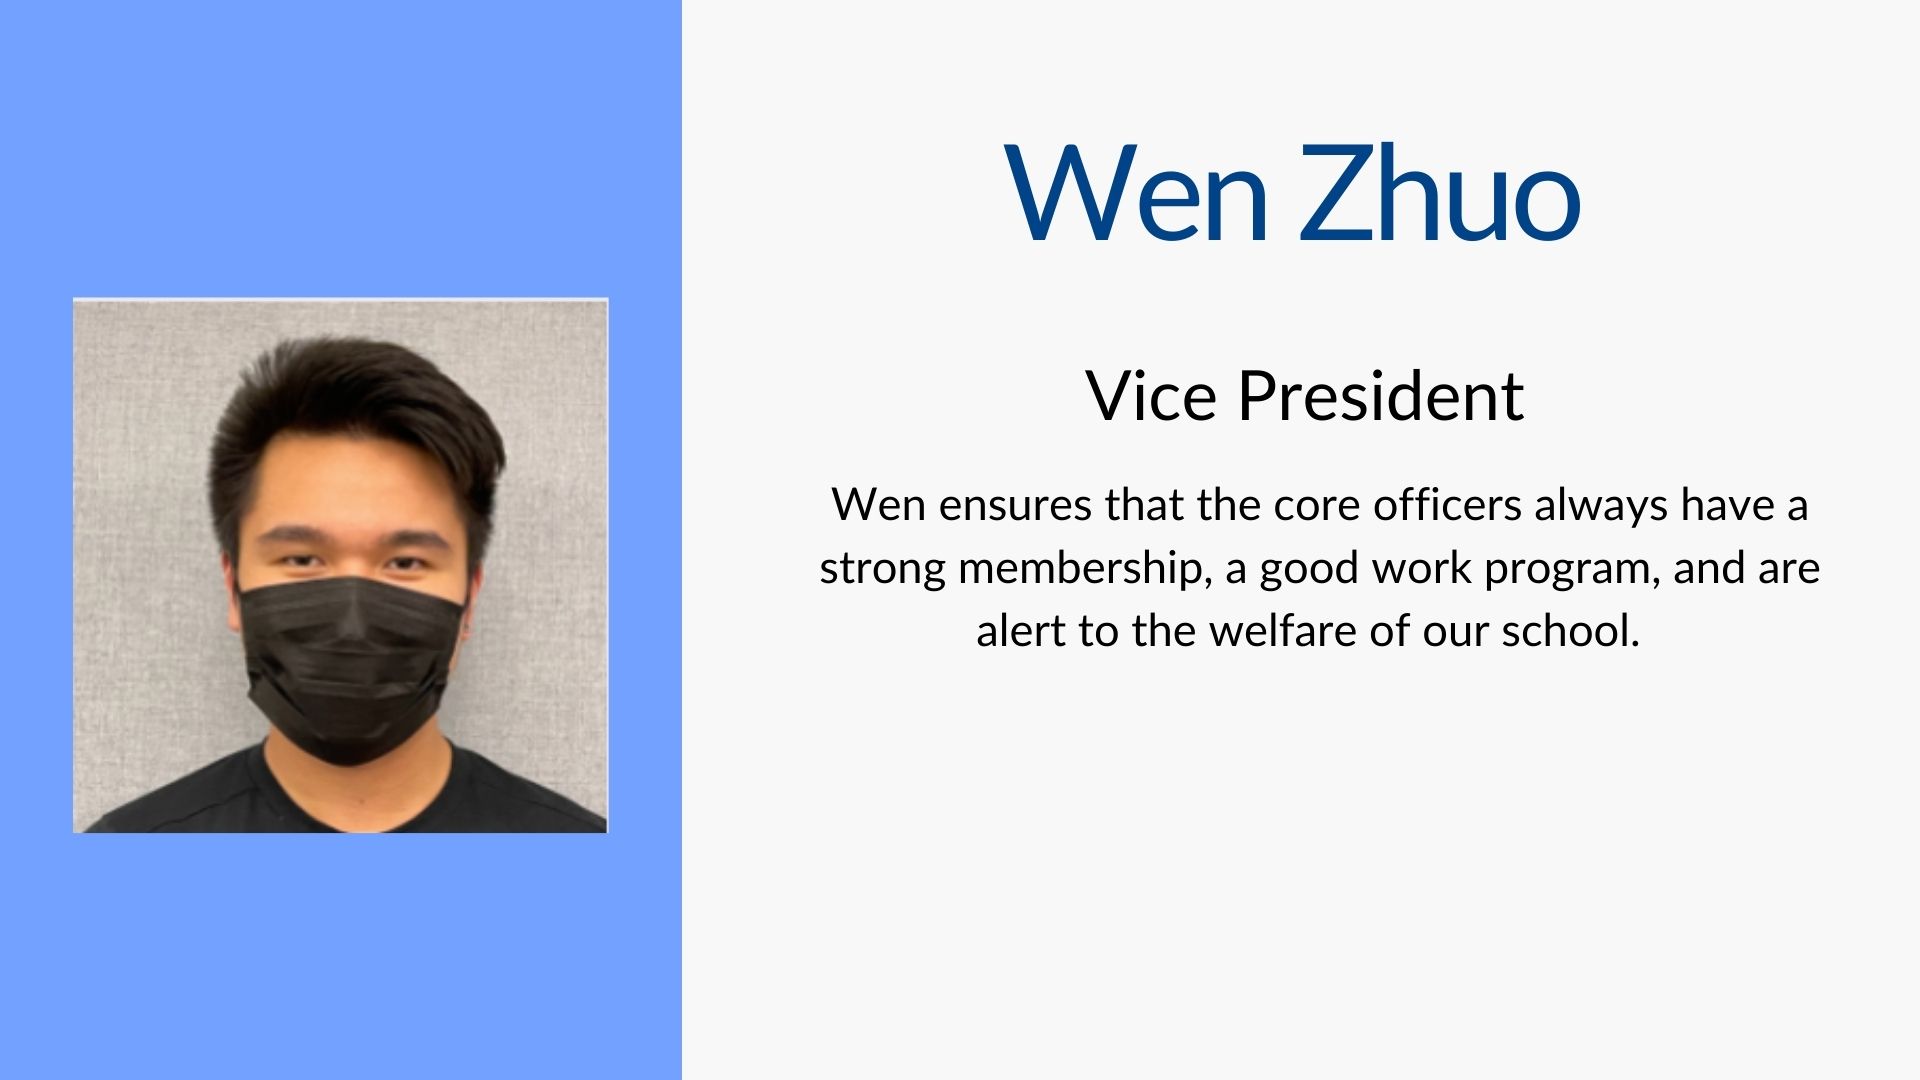 Wen Zhuo
Vice President
Wen ensures that the core officers always have a
strong membership, a good work program, and are
alert to the welfare of our school.